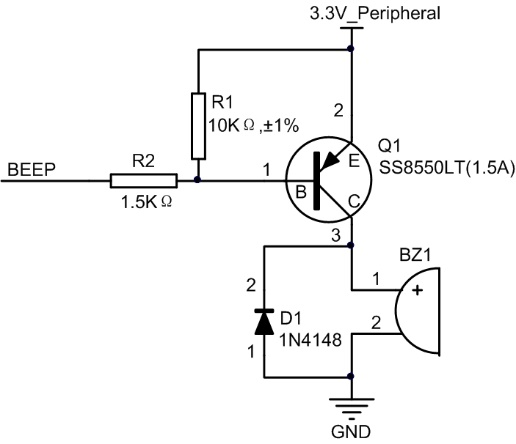 3.3V_Peripheral
R1
10KΩ,±1%
2
Q1
SS8550LT(1.5A)
E
BEEP
R2
1.5KΩ
1
B
C
3
BZ1
1
+
2
2
D1
1N4148
1
GND